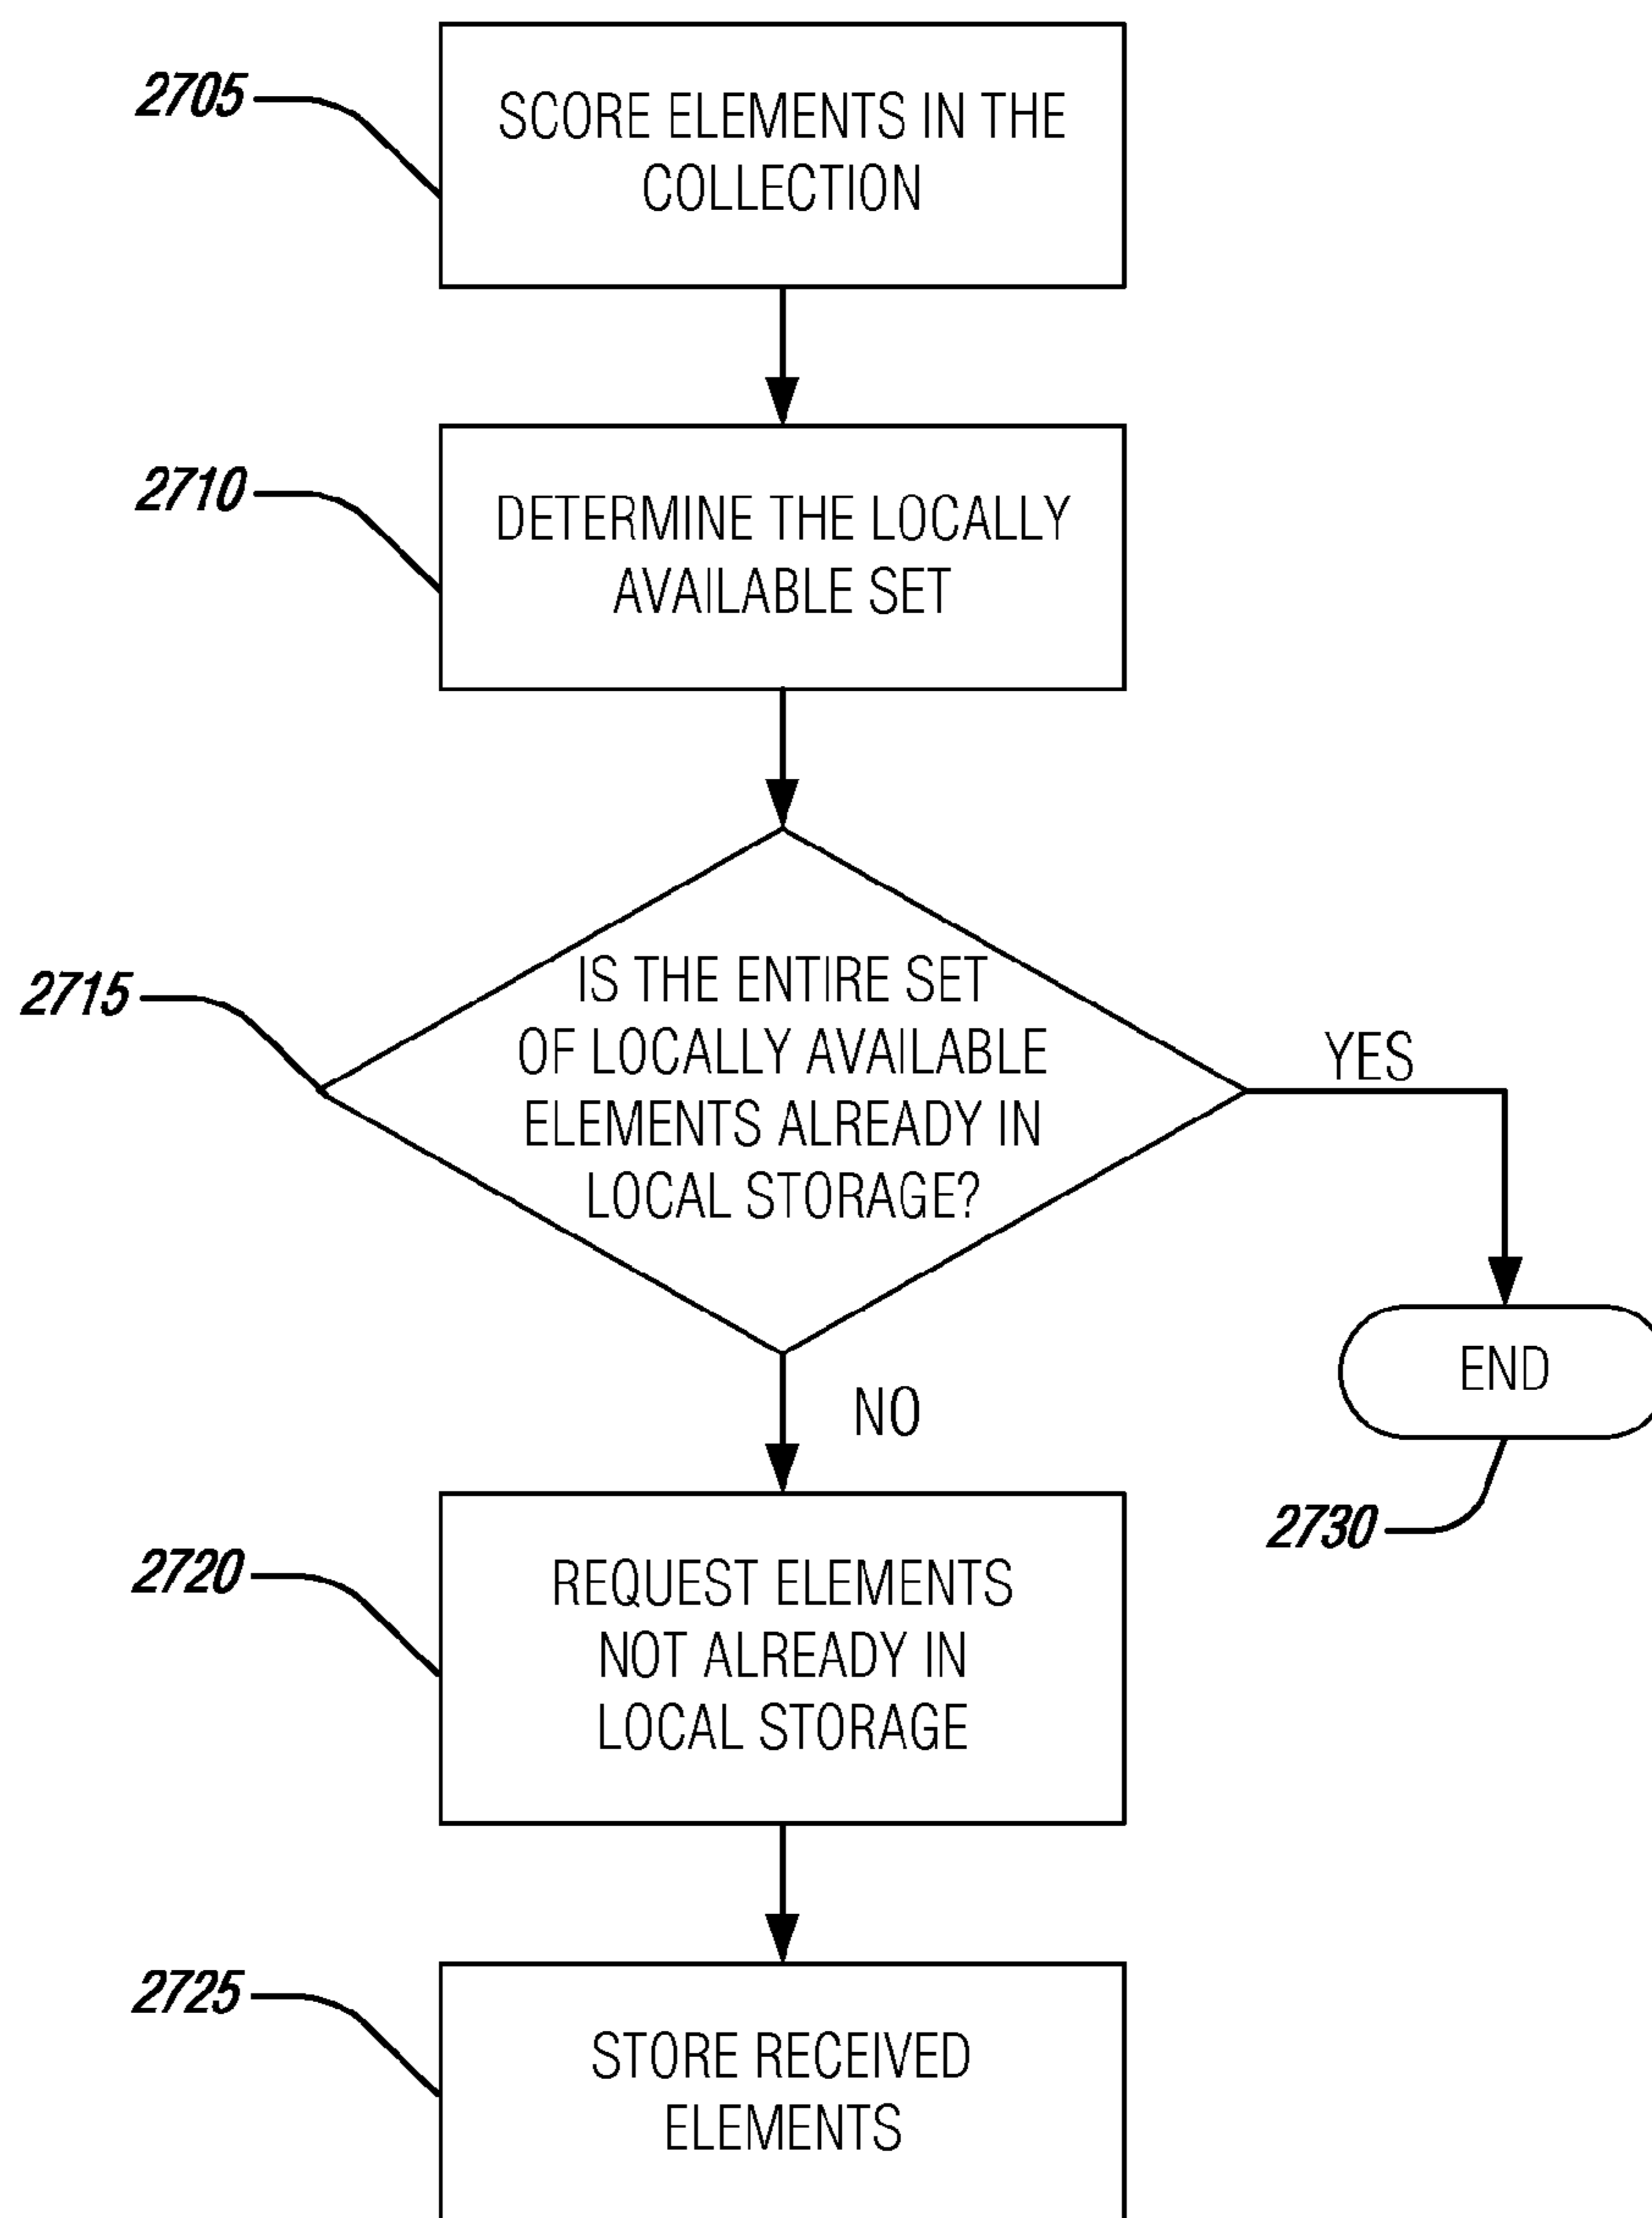 2705
SCORE ELEMENTS IN THE
COLLECTION
2710
DETERMINE THE LOCALLY
AVAILABLE SET
2715
IS THE ENTIRE SET
OF LOCALLY AVAILABLE
ELEMENTS ALREADY IN
LOCAL STORAGE?
YES
END
2730
NO
2720
REQUEST ELEMENTS
NOT ALREADY IN
LOCAL STORAGE
2725
STORE RECEIVED
ELEMENTS